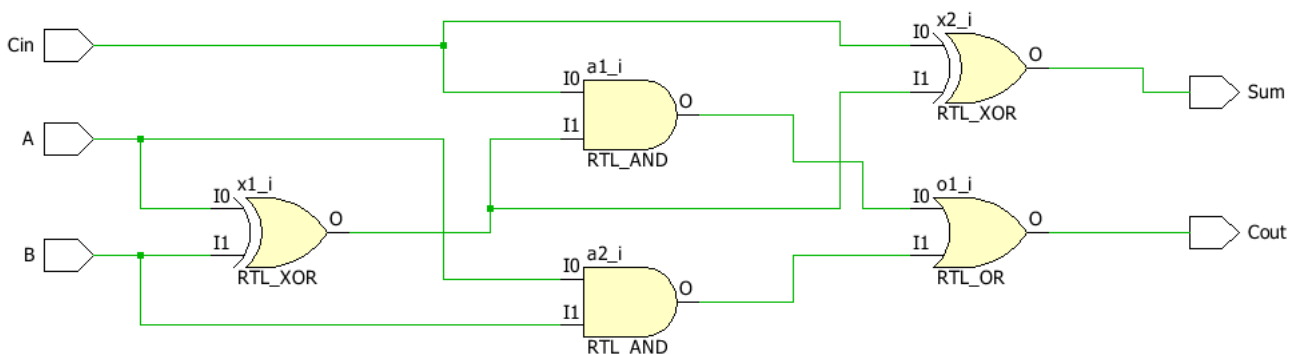 x2_i
Cin
I0
O
a1_i
I0
I1
Sum
O
RTL_XOR
A
I1
RTL_AND
x1_i
o1_i
I0
I0
O
O
Cout
I1
I1
B
a2_i
RTL_XOR
I0
RTL_OR
O
I1
RTL_AND